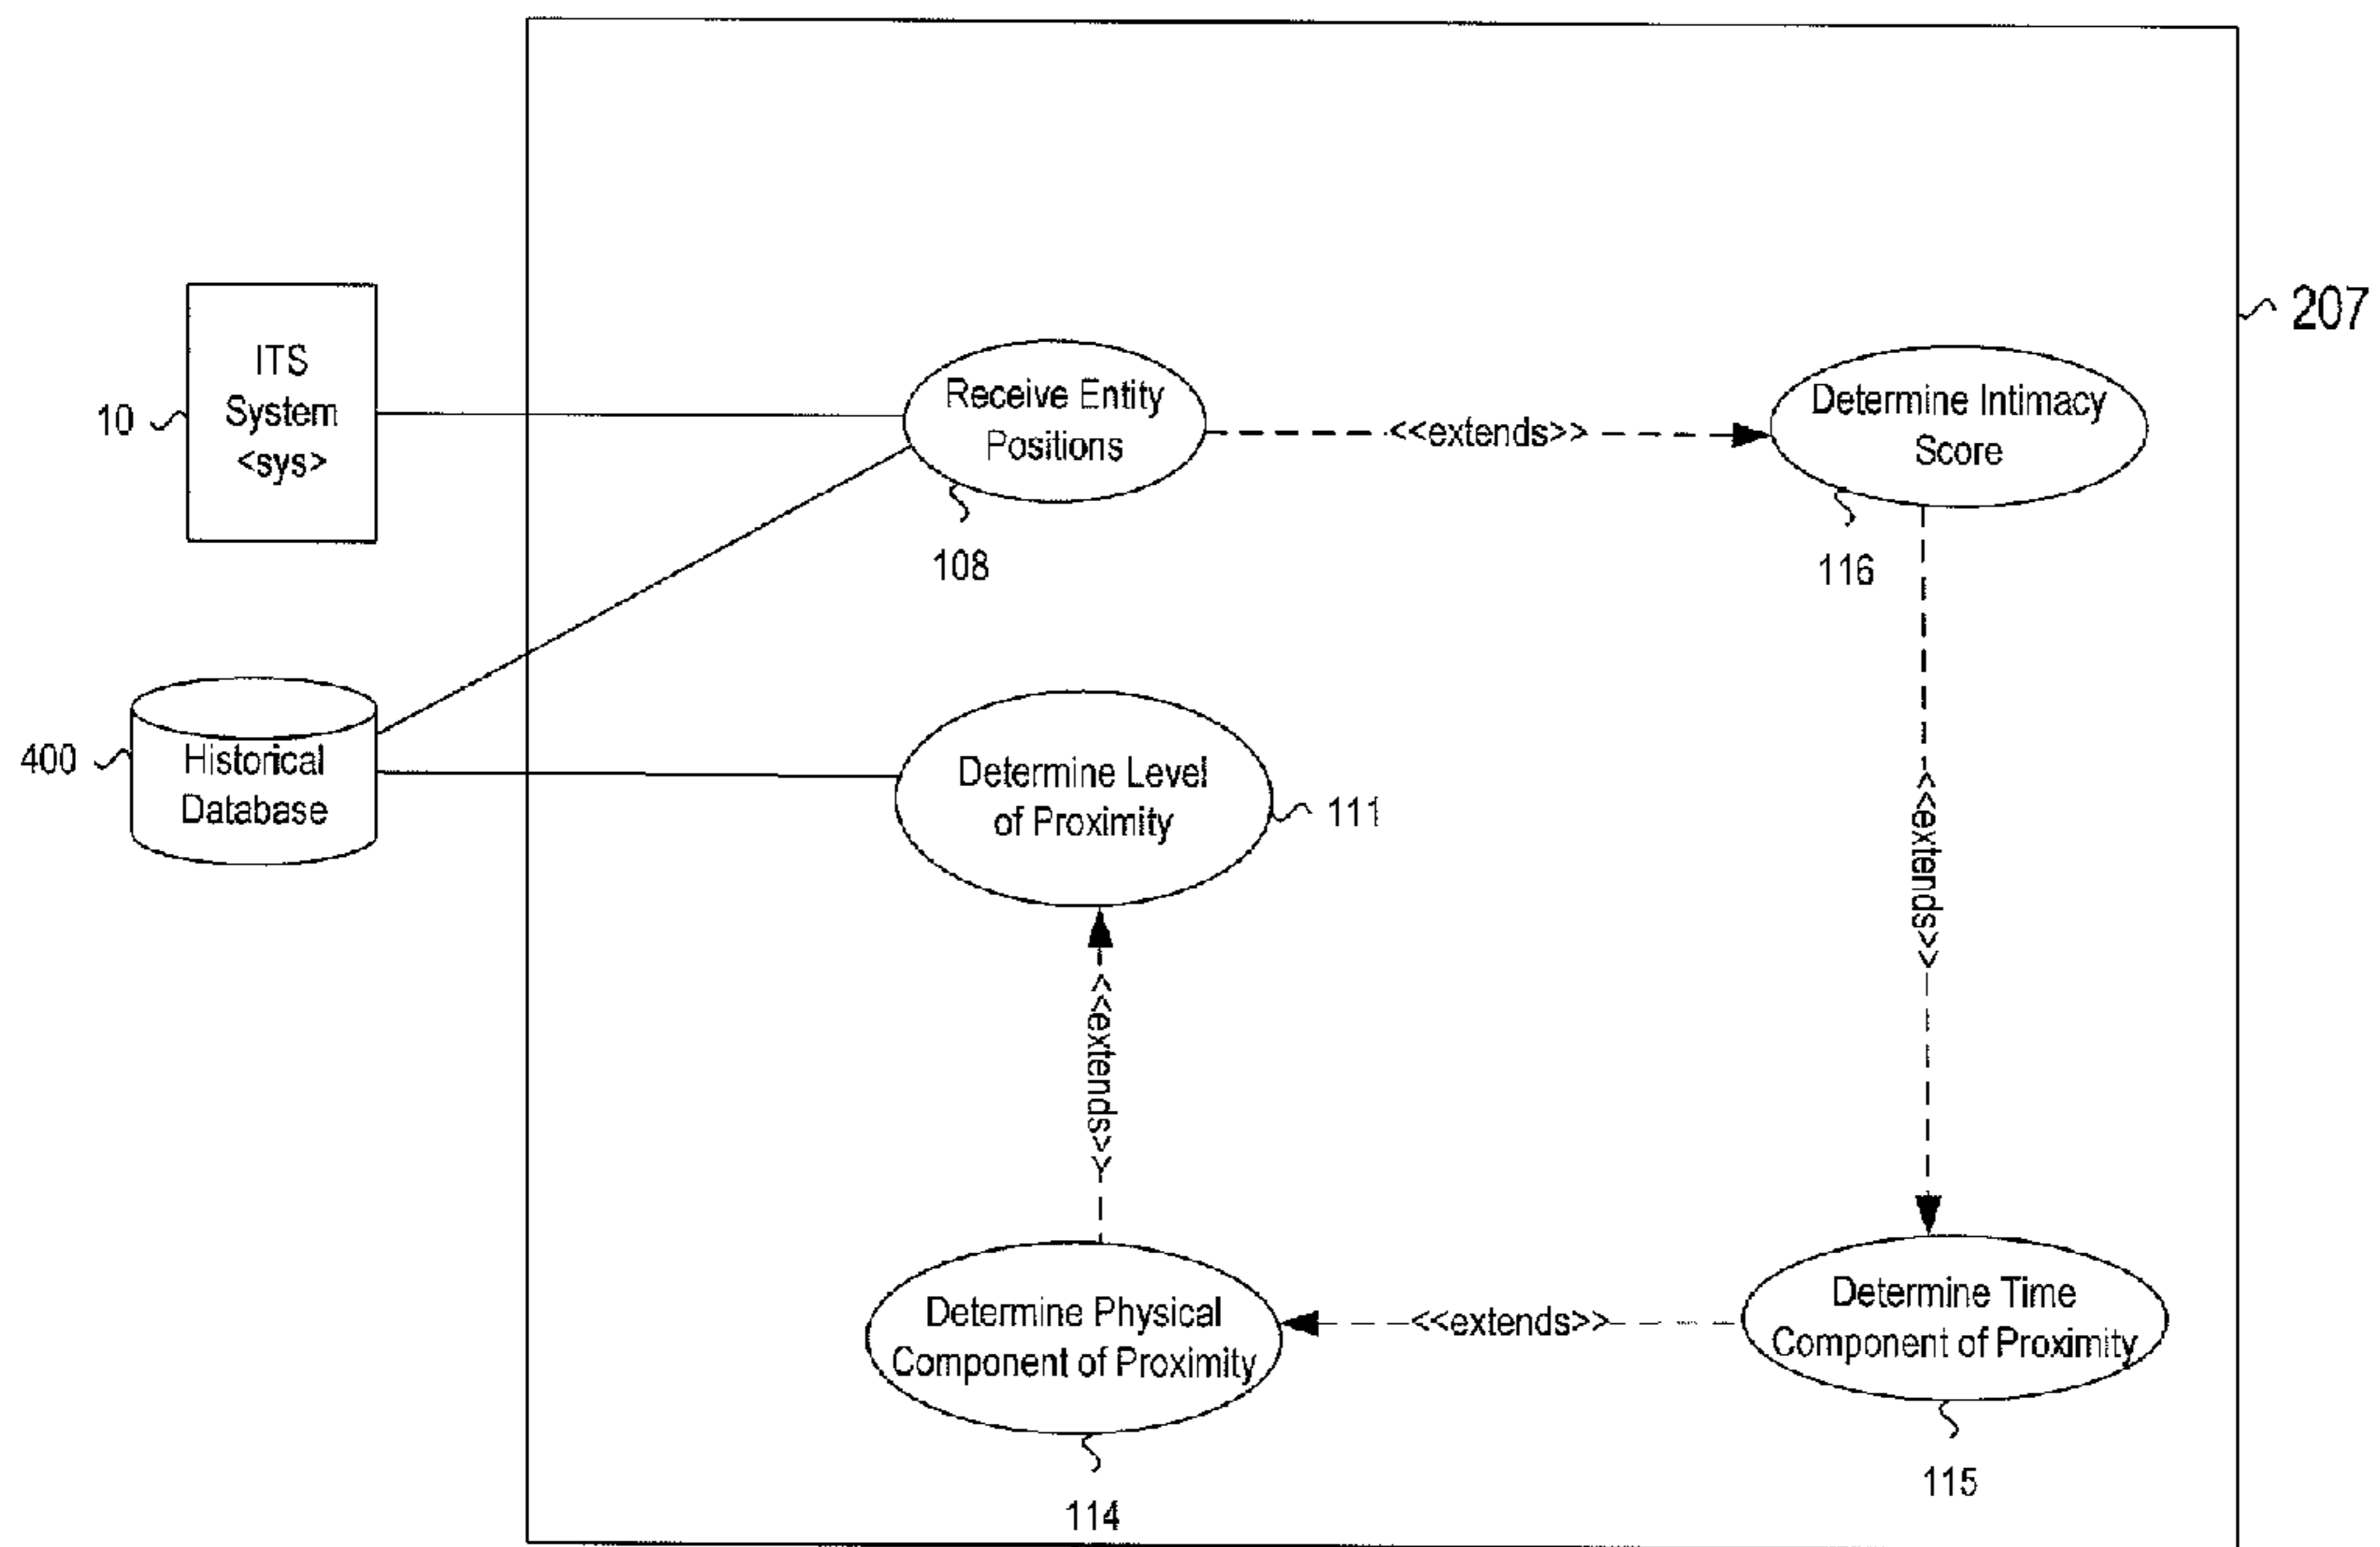 207
ITS
System
<sys>
10
Receive Entity
Positions
108
<<extends>>
Determine Intimacy
Score
116
<<extends>>
400
Historical
Database
Determine Level
of Proximity
111
<<extends>>
Determine Physical
Component of Proximity
114
<<extends>>
Determine Time
Component of Proximity
115